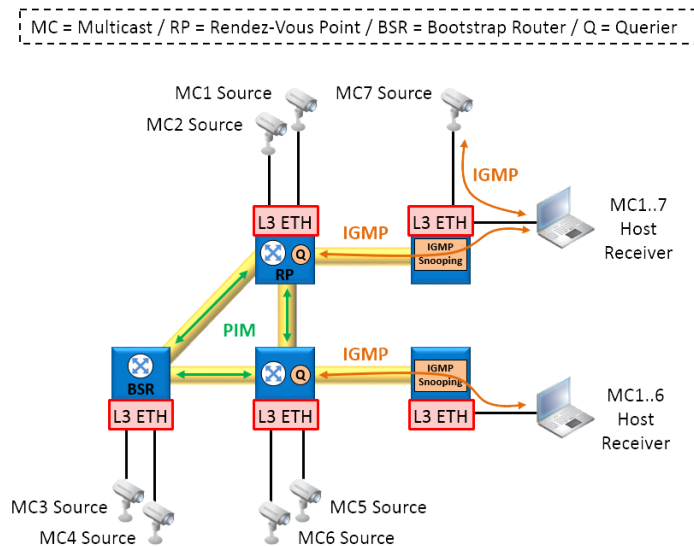 MC = Multicast / RP = Rendez-Vous Point / BSR = Bootstrap Router / Q = Querier
MC1 Source
MC2 Source
MC7 Source
IGMP
L3 ETH
IGMP
L3 ETH
MC1..7
Host
Receiver
Q
RP
IGMP
Snooping
PIM
IGMP
BSR
Q
IGMP
Snooping
L3 ETH
L3 ETH
L3 ETH
MC1..6
Host
Receiver
MC3 Source
MC4 Source
MC5 Source
MC6 Source